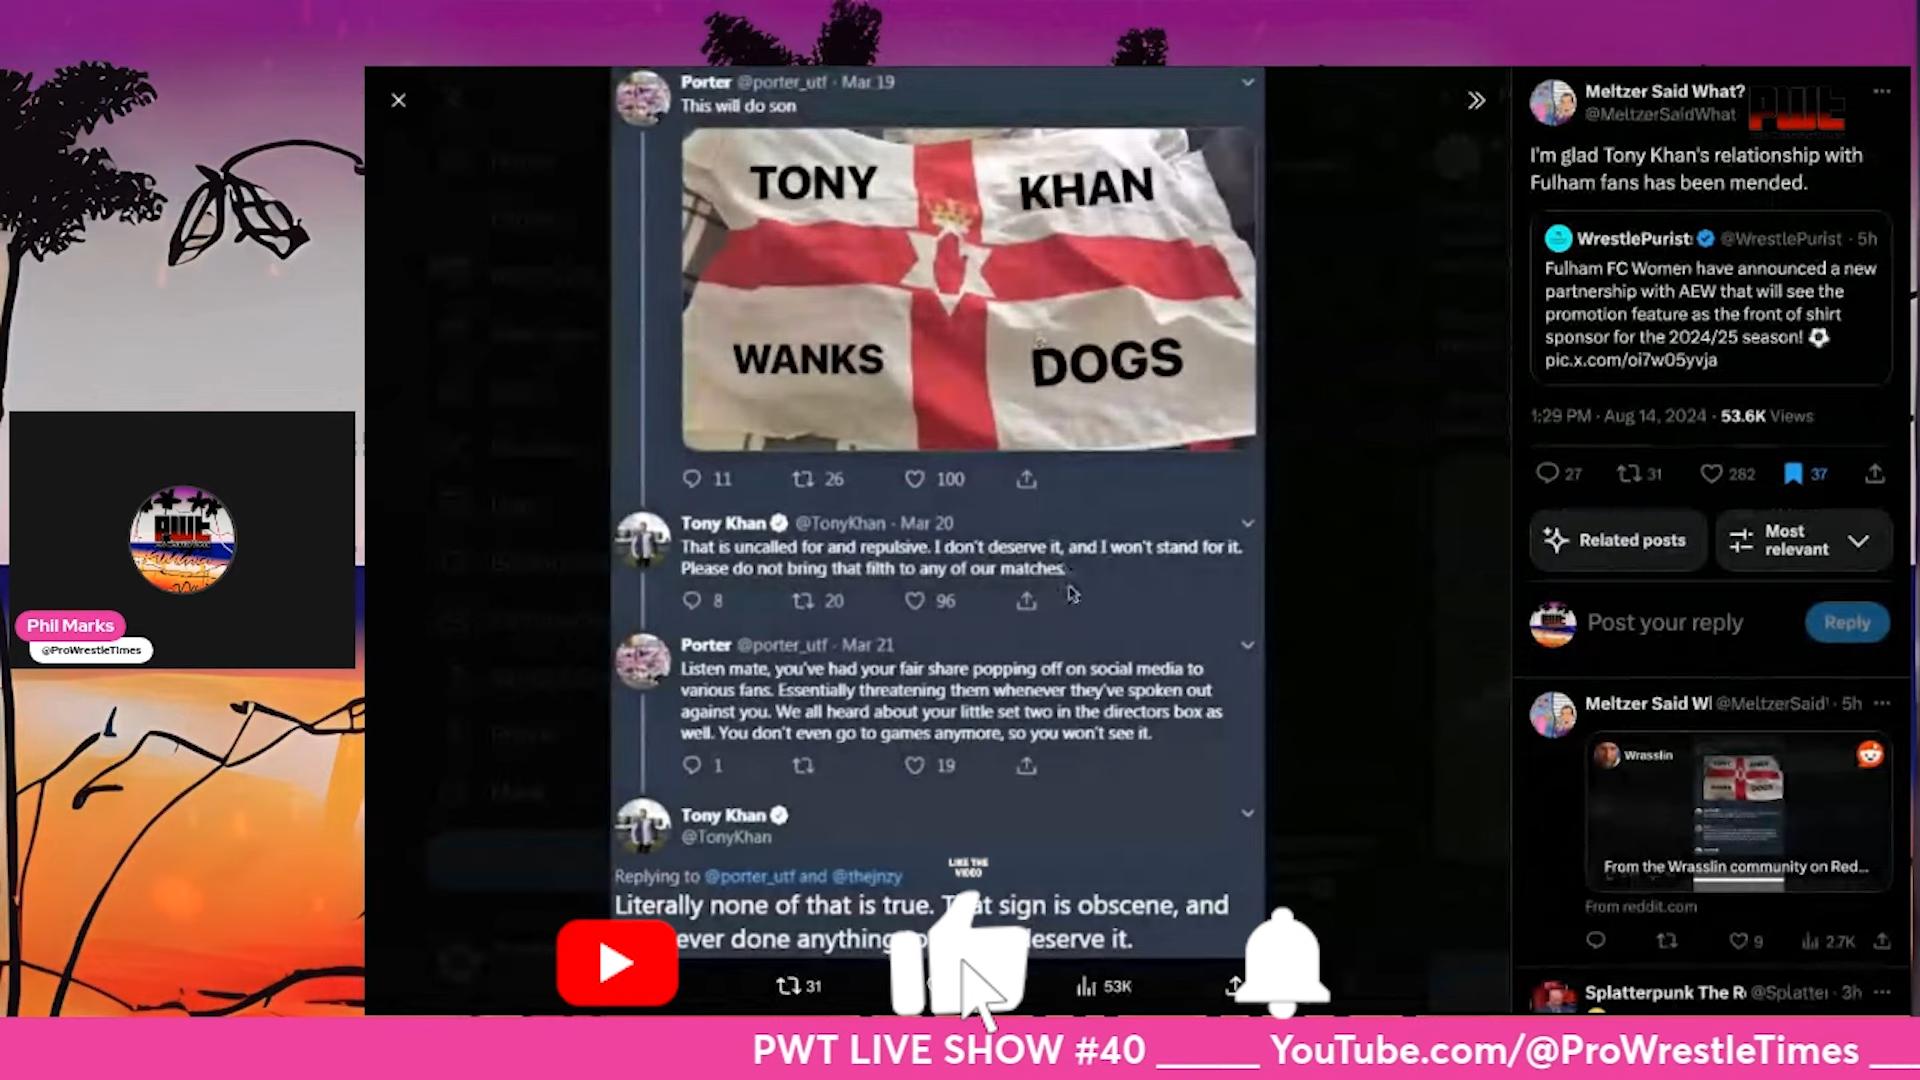 Porter @porter_utf · Mar 19
This will do son
TONY KHAN
WANKS DOGS
11 26 100
Tony Khan @TonyKhan · Mar 20
That is uncalled for and repulsive. I don't deserve it, and I won't stand for it.
Please do not bring that filth to any of our matches.
8 20 96
Porter @porter_utf · Mar 21
Listen mate, you've had your fair share popping off on social media to
various fans. Essentially threatening them whenever they've spoken out
against you. We all heard about your little set two in the directors box as
well. You don't even go to games anymore, so you won't see it.
1 19
Tony Khan
@TonyKhan
LIKE THE
VIDEO
Replying to @porter_utf and @thejnzy
Literally none of that is true. sign is obscene, and
ever done anything
31 53K
Meltzer Said What?
@MeltzerSaidWhat
PWT
I'm glad Tony Khan's relationship with
Fulham fans has been mended.
WrestlePurist @WrestlePurist · 5h
Fulham FC Women have announced a new
partnership with AEW that will see the
promotion feature as the front of shirt
sponsor for the 2024/25 season! ⚽
pic.x.com/oi7w05yvja
1:29 PM · Aug 14, 2024 · 53.6K Views
27 31 282 37
Related posts
Most
relevant
Post your reply
Reply
Meltzer Said W @MeltzerSaid · 5h
Wrasslin
From the Wrasslin community on Red...
From reddit.com
9 2.7K
Splatterpunk The R @Splatter · 3h
PWT
Phil Marks
@ProWrestleTimes
PWT LIVE SHOW #40 _____ YouTube.com/@ProWrestleTimes